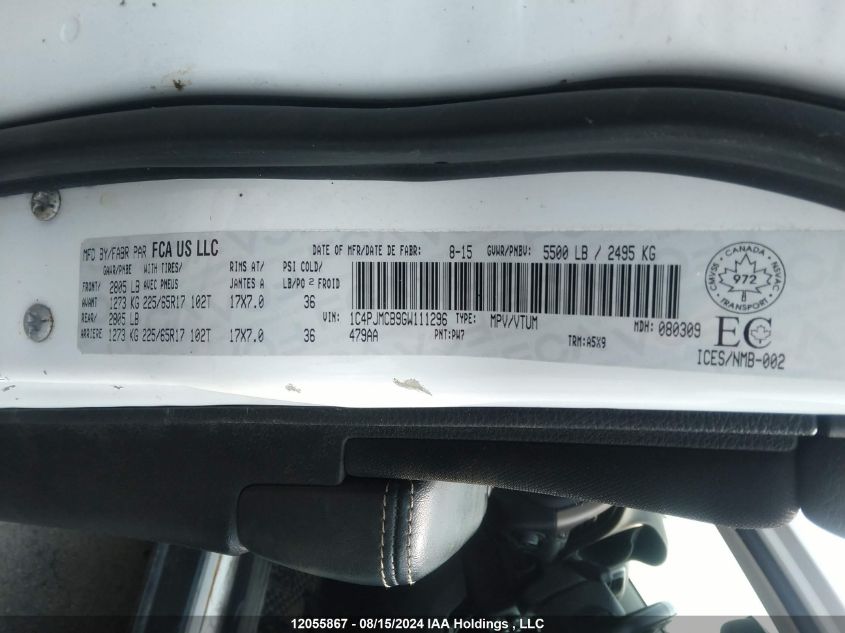 MFD BY/FABR PAR FCA US LLC DATE OF MFR/DATE DE FABR: 8-15 GVWR/PNBV: 5500 LB / 2495 KG
GAWR/PNBE WITH TIRES/ RIMS AT/ PSI COLD/
FRONT/ 2805 LB AVEC PNEUS JANTES A LB/PO² FROID
AVANT 1273 KG 225/65R17 102T 17X7.0 36
REAR/ 2805 LB
ARRIERE 1273 KG 225/65R17 102T 17X7.0 36
VIN: 1C4PJMCB9GW111296 TYPE: MPV/VTUM MDH: 080309
479AA PNT:PW7 TRM:A5X9
CANADA
CMVSS NSVAC
972
TRANSPORT
EC
ICES/NMB-002
12055867 - 08/15/2024 IAA Holdings , LLC